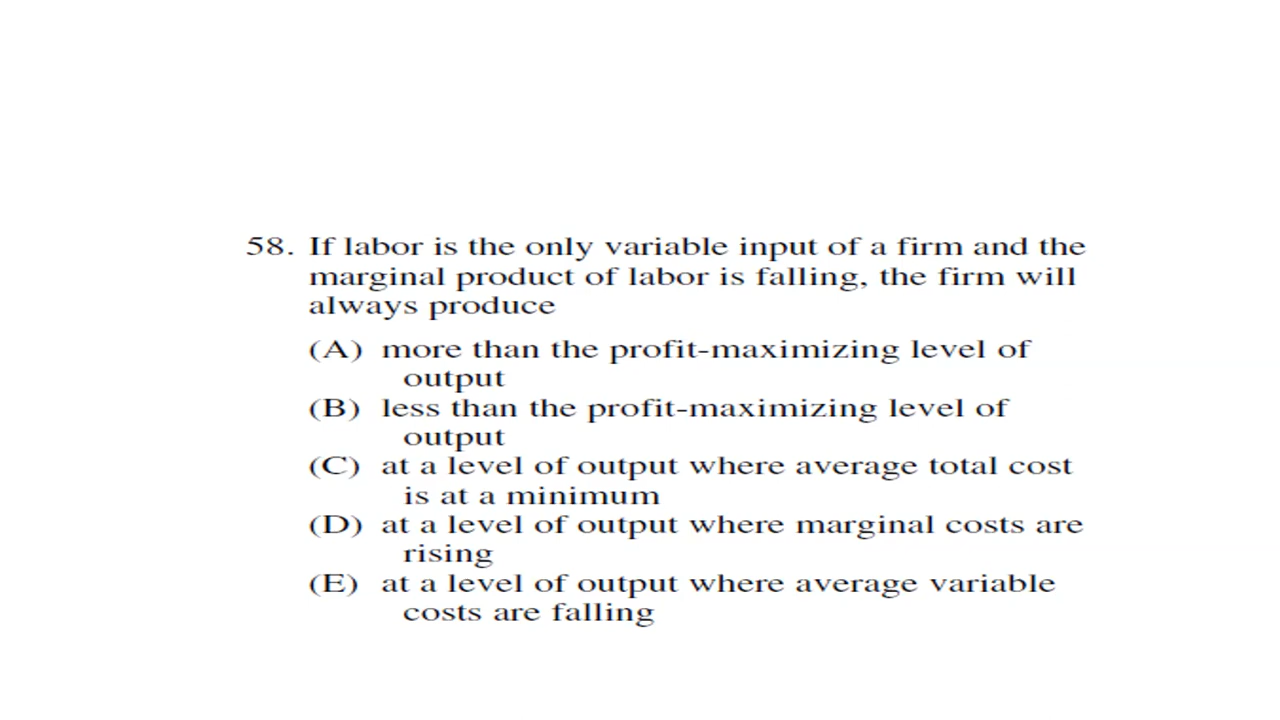 58. If labor is the only variable input of a firm and the
marginal product of labor is falling, the firm will
always produce
(A) more than the profit-maximizing level of
output
(B) less than the profit-maximizing level of
output
(C) at a level of output where average total cost
is at a minimum
(D) at a level of output where marginal costs are
rising
(E) at a level of output where average variable
costs are falling